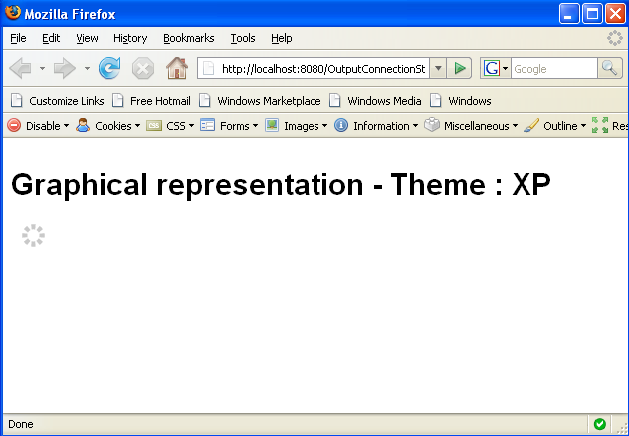 Mozilla Firefox
File Edit View History Bookmarks Tools Help
http://localhost:8080/OutputConnectionSt G Google
Customize Links Free Hotmail Windows Marketplace Windows Media Windows
Disable Cookies CSS Forms Images Information Miscellaneous Outline Res
Graphical representation - Theme : XP
Done